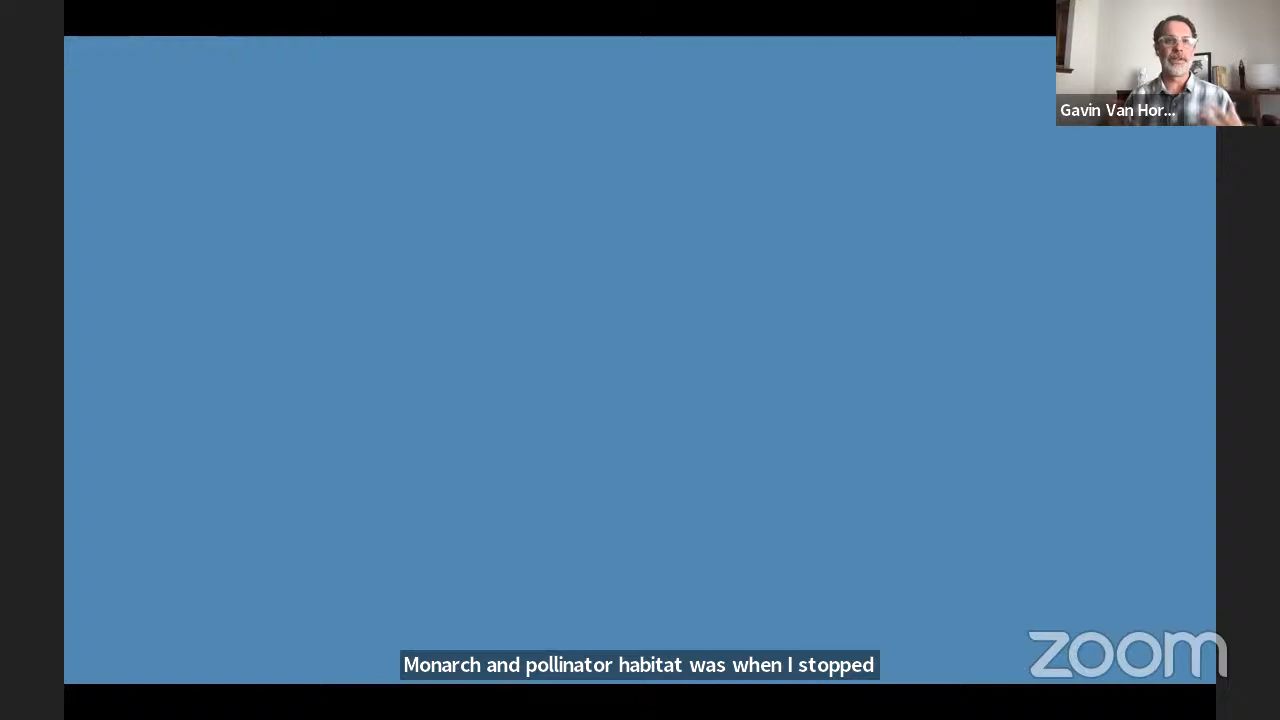 Gavin Van Hor...
Monarch and pollinator habitat was when I stopped
zoom